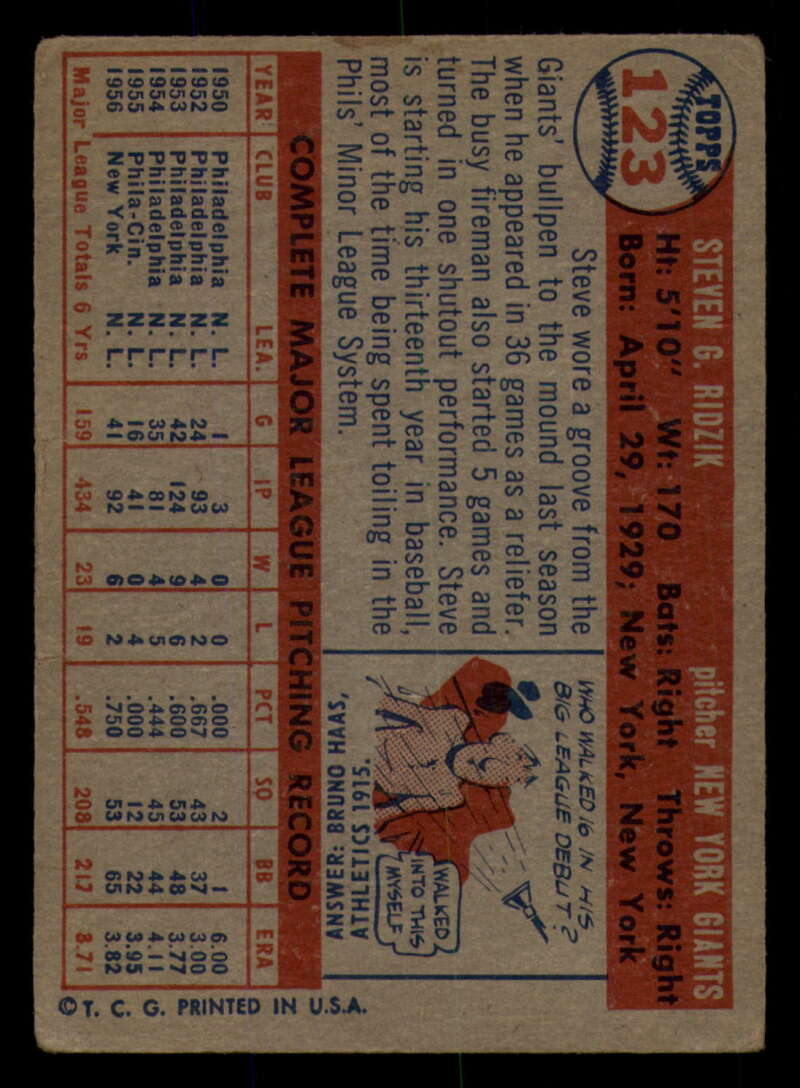 TOPPS
123
STEVEN G. RIDZIK pitcher NEW YORK GIANTS
Ht: 5'10" Wt: 170 Bats: Right Throws: Right
Born: April 29, 1929; New York, New York
Steve wore a groove from the
Giants' bullpen to the mound last season
when he appeared in 36 games as a reliefer.
The busy fireman also started 5 games and
turned in one shutout performance. Steve
is starting his thirteenth year in baseball,
most of the time being spent toiling in the
Phils' Minor League System.
WHO WALKED 16 IN HIS
BIG LEAGUE DEBUT?
WALKED
INTO THIS
MYSELF
ANSWER: BRUNO HAAS,
ATHLETICS 1915.
COMPLETE MAJOR LEAGUE PITCHING RECORD
YEAR CLUB LEA. G IP W L PCT SO BB ERA
1950 Philadelphia N. L. 1 3 0 0 .000 2 1 6.00
1952 Philadelphia N. L. 24 93 4 2 .667 43 37 3.00
1953 Philadelphia N. L. 42 124 9 6 .600 53 48 3.77
1954 Philadelphia N. L. 35 81 4 5 .444 45 44 4.11
1955 Phila-Cin. N. L. 16 41 0 4 .000 12 22 3.95
1956 New York N. L. 41 92 6 2 .750 53 65 3.82
Major League Totals 6 Yrs 159 434 23 19 .548 208 217 3.71
© T. C. G. PRINTED IN U.S.A.